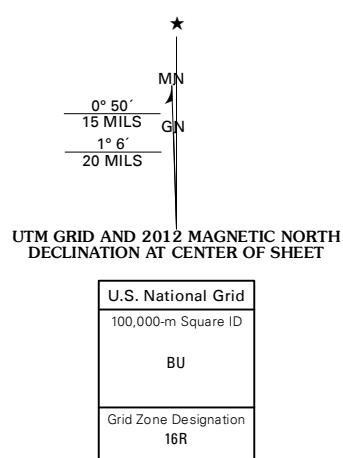 ★
MN
0° 50´
15 MILS
GN
1° 6´
20 MILS
UTM GRID AND 2012 MAGNETIC NORTH
DECLINATION AT CENTER OF SHEET
U.S. National Grid
100,000-m Square ID
BU
Grid Zone Designation
16R